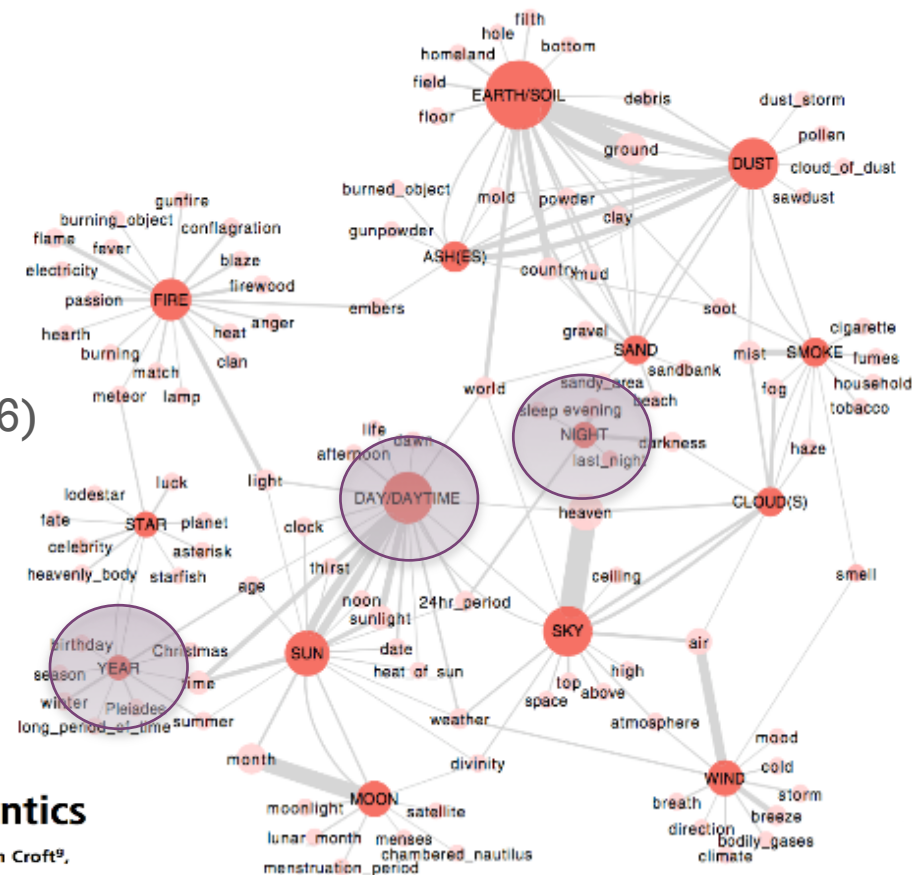 filth
hole
homeland
bottom
field
EARTH/SOIL
floor
debris
dust_storm
ground
pollen
DUST
cloud_of_dust
sawdust
burned_object
mold
powder
clay
gunpowder
ASH(ES)
country
mud
gunfire
burning_object
conflagration
flame
fever
electricity
blaze
firewood
passion
FIRE
embers
anger
hearth
heat
burning
clan
match
meteor
lamp
soot
gravel
SAND
sandbank
mist
SMOKE
cigarette
fumes
household
tobacco
fog
haze
world
sandy_area
beach
sleep
evening
NIGHT
darkness
last_night
6)
life
dawn
afternoon
DAY/DAYTIME
light
CLOUD(S)
heaven
luck
lodestar
fate
STAR
planet
celebrity
asterisk
heavenly_body
starfish
clock
thirst
age
noon
sunlight
24hr_period
ceiling
smell
birthday
Christmas
YEAR
season
time
winter
Pleiades
long_period_of_time
summer
SUN
date
heat_of_sun
SKY
air
high
top
above
space
atmosphere
weather
month
divinity
MOON
moonlight
satellite
lunar_month
menses
chambered_nautilus
menstruation_period
WIND
mood
cold
storm
breath
breeze
direction
bodily_gases
climate
ntics
n Croft⁹,